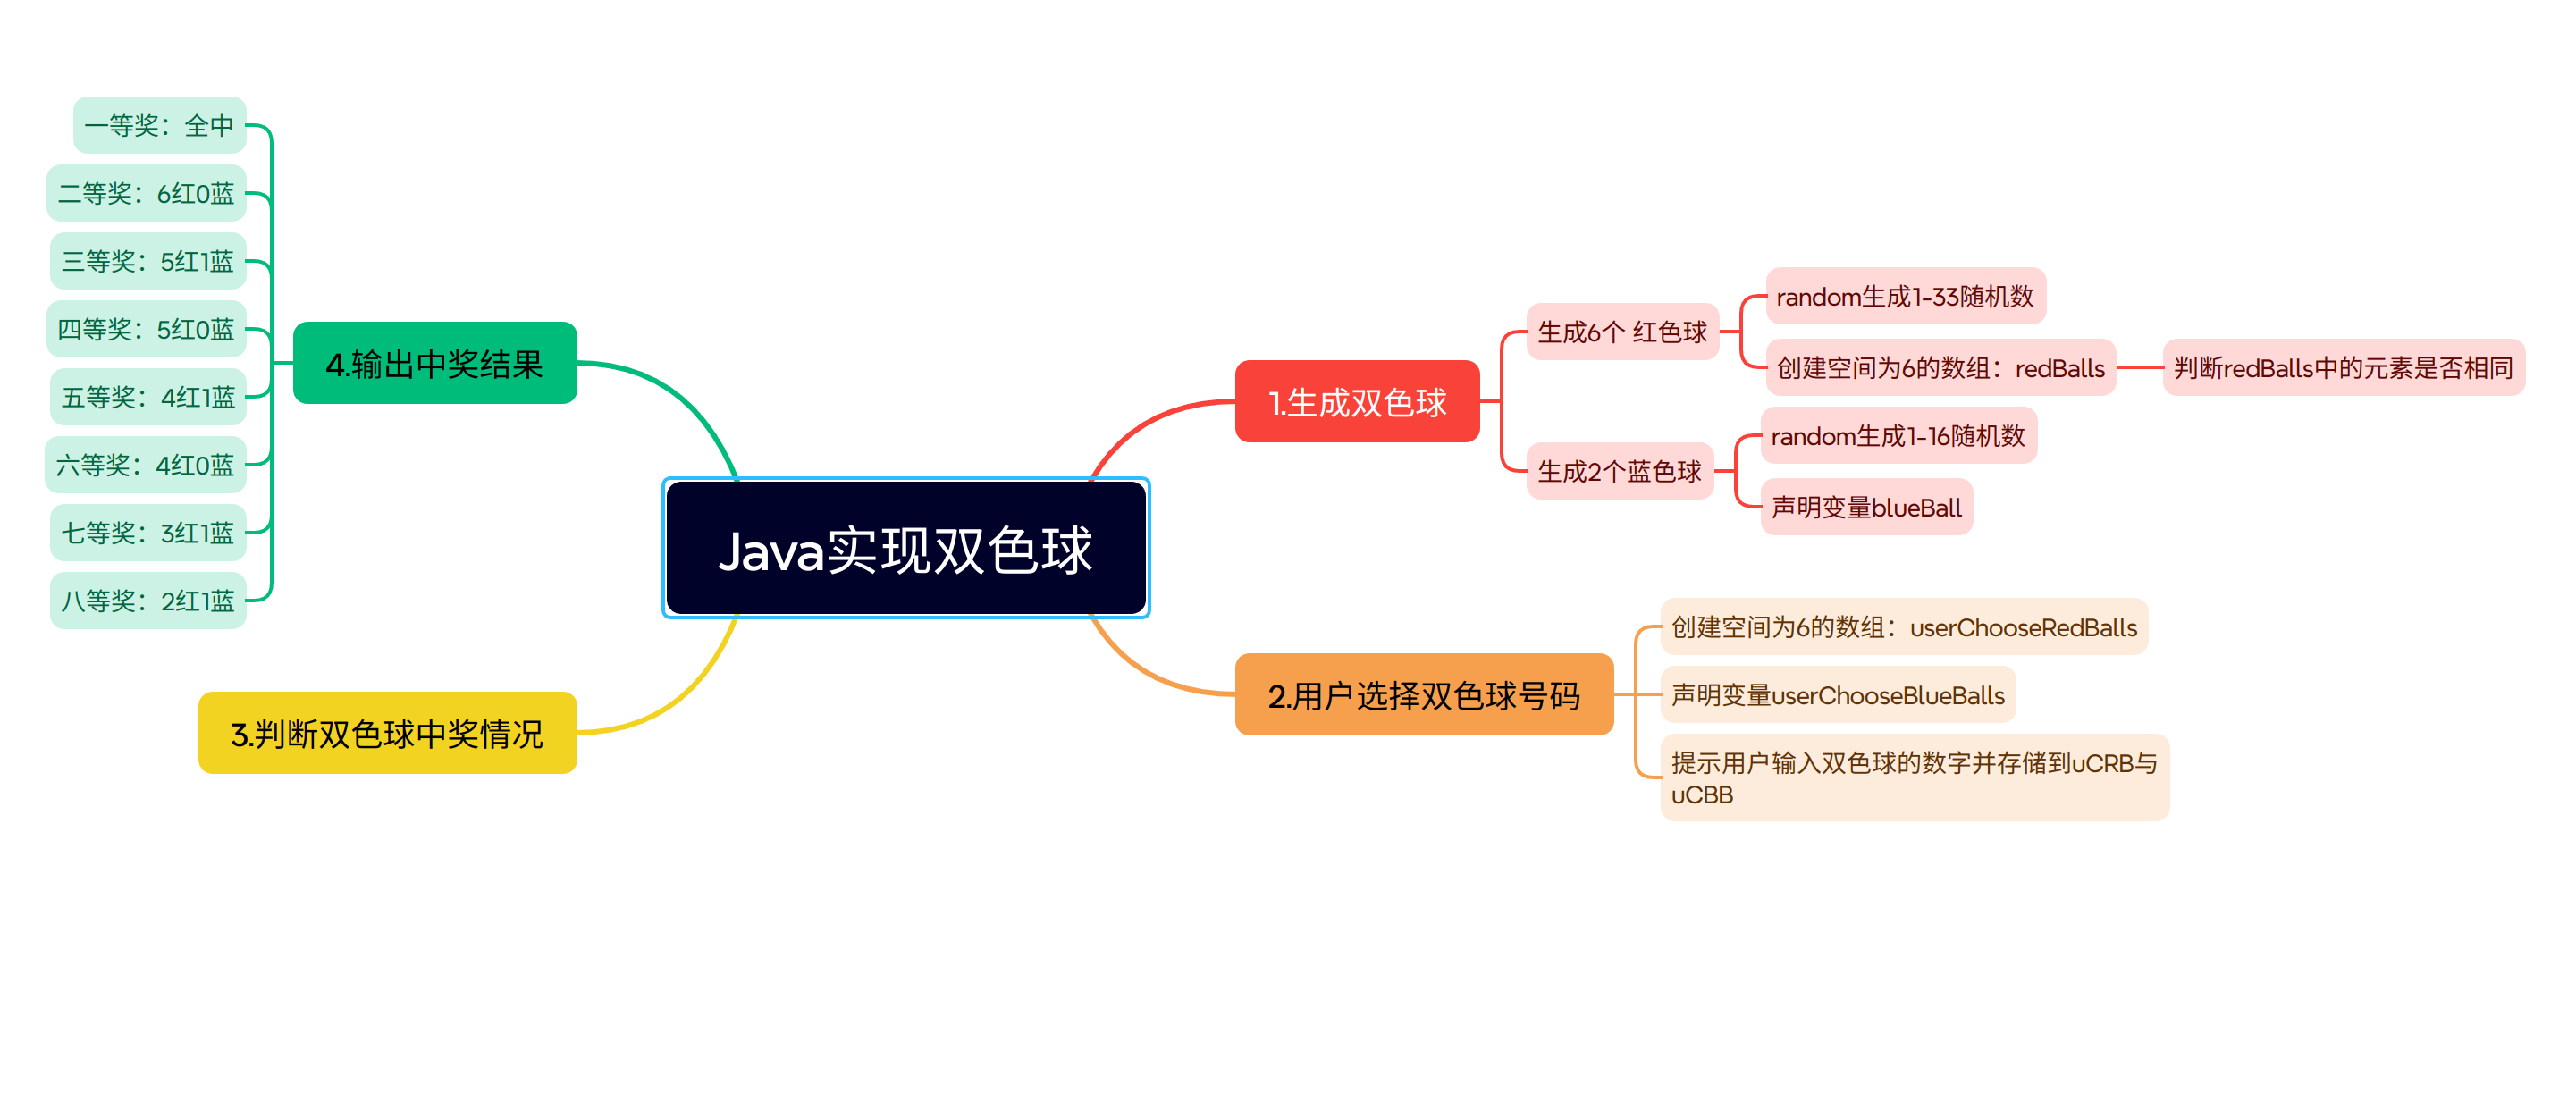 Java实现双色球
1.生成双色球
生成6个 红色球
random生成1-33随机数
创建空间为6的数组：redBalls
判断redBalls中的元素是否相同
生成2个蓝色球
random生成1-16随机数
声明变量blueBall
2.用户选择双色球号码
创建空间为6的数组：userChooseRedBalls
声明变量userChooseBlueBalls
提示用户输入双色球的数字并存储到uCRB与
uCBB
3.判断双色球中奖情况
4.输出中奖结果
一等奖：全中
二等奖：6红0蓝
三等奖：5红1蓝
四等奖：5红0蓝
五等奖：4红1蓝
六等奖：4红0蓝
七等奖：3红1蓝
八等奖：2红1蓝